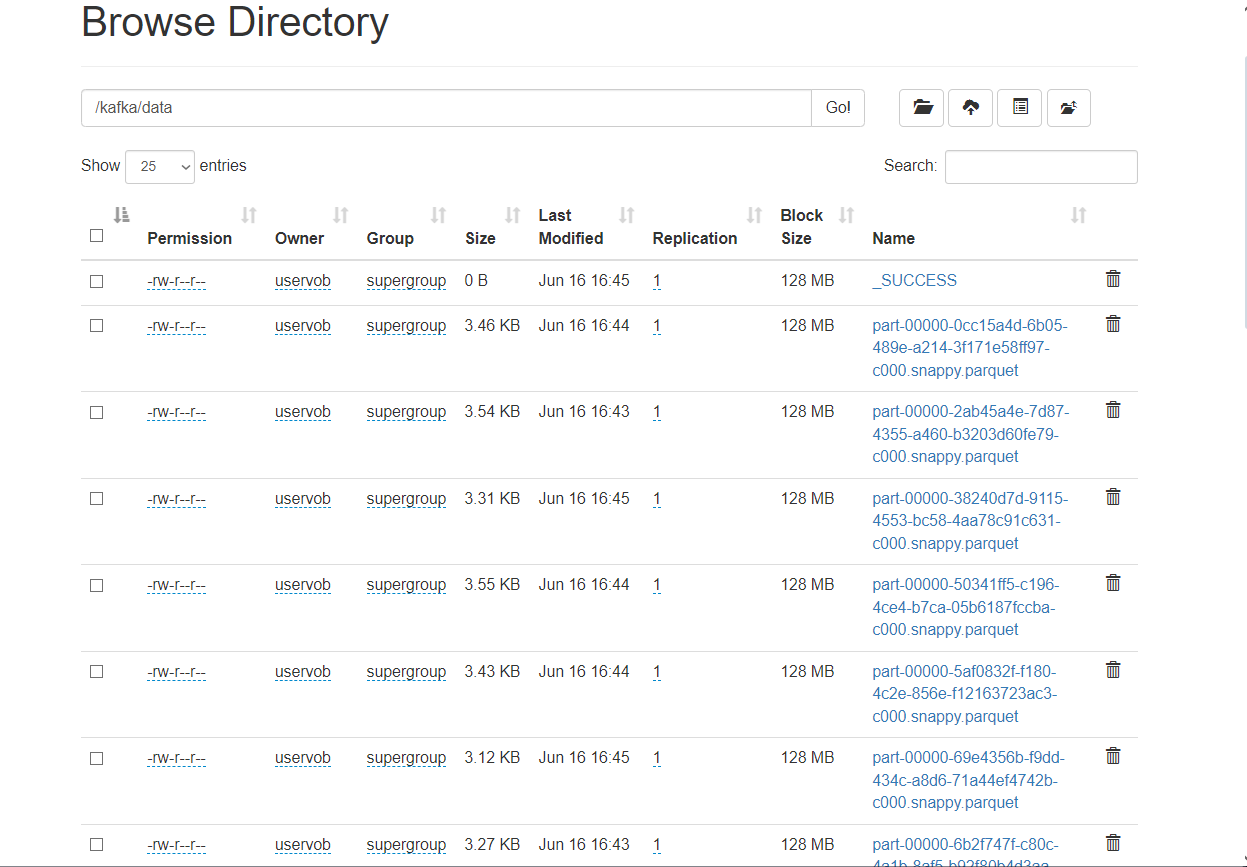 Browse Directory
/kafka/data Go!
Show 25 entries Search:
Permission Owner Group Size Last Modified Replication Block Size Name
-rw-r--r-- uservob supergroup 0 B Jun 16 16:45 1 128 MB _SUCCESS
-rw-r--r-- uservob supergroup 3.46 KB Jun 16 16:44 1 128 MB part-00000-0cc15a4d-6b05-
489e-a214-3f171e58ff97-
c000.snappy.parquet
-rw-r--r-- uservob supergroup 3.54 KB Jun 16 16:43 1 128 MB part-00000-2ab45a4e-7d87-
4355-a460-b3203d60fe79-
c000.snappy.parquet
-rw-r--r-- uservob supergroup 3.31 KB Jun 16 16:45 1 128 MB part-00000-38240d7d-9115-
4553-bc58-4aa78c91c631-
c000.snappy.parquet
-rw-r--r-- uservob supergroup 3.55 KB Jun 16 16:44 1 128 MB part-00000-50341ff5-c196-
4ce4-b7ca-05b6187fccba-
c000.snappy.parquet
-rw-r--r-- uservob supergroup 3.43 KB Jun 16 16:44 1 128 MB part-00000-5af0832f-f180-
4c2e-856e-f12163723ac3-
c000.snappy.parquet
-rw-r--r-- uservob supergroup 3.12 KB Jun 16 16:45 1 128 MB part-00000-69e4356b-f9dd-
434c-a8d6-71a44ef4742b-
c000.snappy.parquet
-rw-r--r-- uservob supergroup 3.27 KB Jun 16 16:43 1 128 MB part-00000-6b2f747f-c80c-